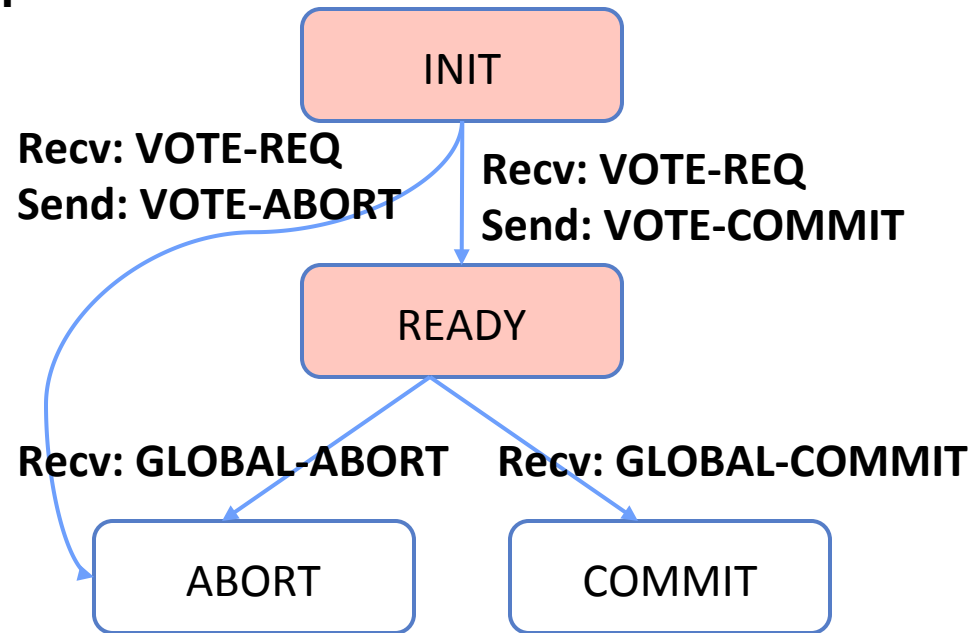 INIT
Recv: VOTE-REQ
Send: VOTE-ABORT
Recv: VOTE-REQ
Send: VOTE-COMMIT
READY
Recv: GLOBAL-ABORT
Recv: GLOBAL-COMMIT
ABORT
COMMIT